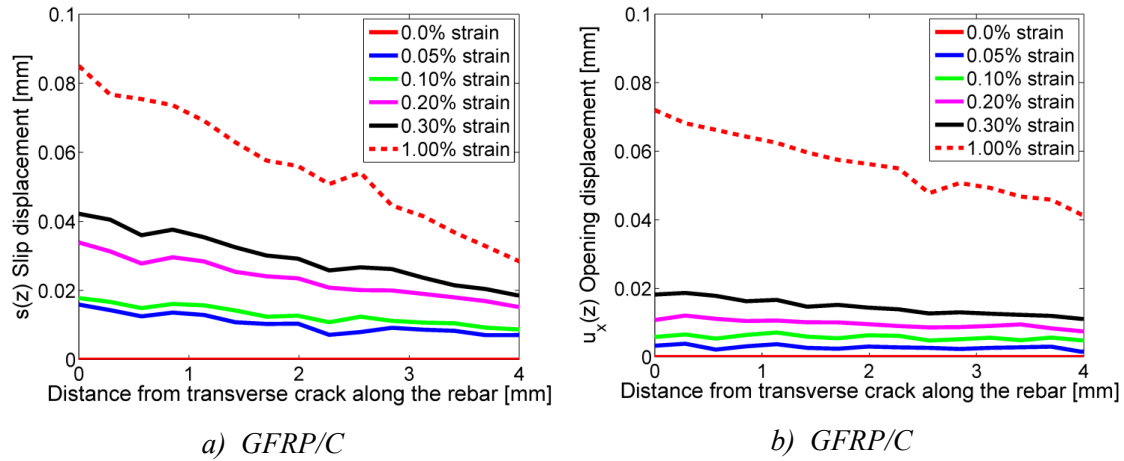 0.1
0.08
0.06
0.04
0.02
0
s(z) Slip displacement [mm]
0.0% strain
0.05% strain
0.10% strain
0.20% strain
0.30% strain
1.00% strain
0 1 2 3 4
Distance from transverse crack along the rebar [mm]
a) GFRP/C
0.1
0.08
0.06
0.04
0.02
0
u_x(z) Opening displacement [mm]
0.0% strain
0.05% strain
0.10% strain
0.20% strain
0.30% strain
1.00% strain
0 1 2 3 4
Distance from transverse crack along the rebar [mm]
b) GFRP/C